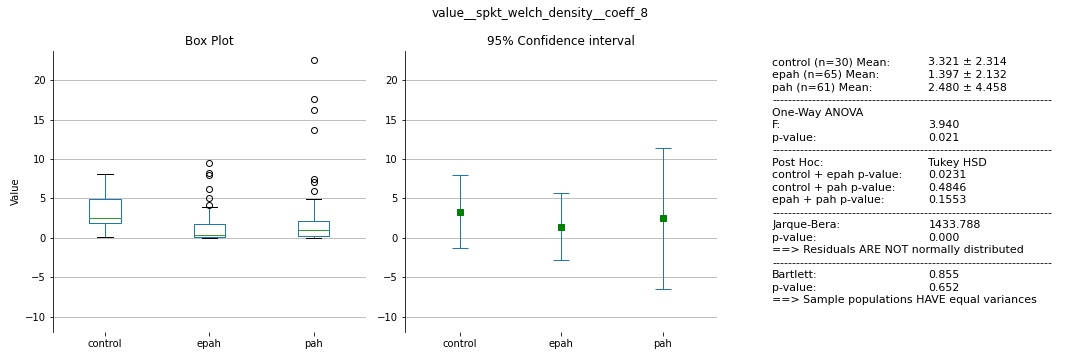 value__spkt_welch_density__coeff_8
Box Plot
Value
20
15
10
5
0
−5
−10
control epah pah
95% Confidence interval
20
15
10
5
0
−5
−10
control epah pah
control (n=30) Mean: 3.321 ± 2.314
epah (n=65) Mean: 1.397 ± 2.132
pah (n=61) Mean: 2.480 ± 4.458
One-Way ANOVA
F: 3.940
p-value: 0.021
Post Hoc: Tukey HSD
control + epah p-value: 0.0231
control + pah p-value: 0.4846
epah + pah p-value: 0.1553
Jarque-Bera: 1433.788
p-value: 0.000
==> Residuals ARE NOT normally distributed
Bartlett: 0.855
p-value: 0.652
==> Sample populations HAVE equal variances